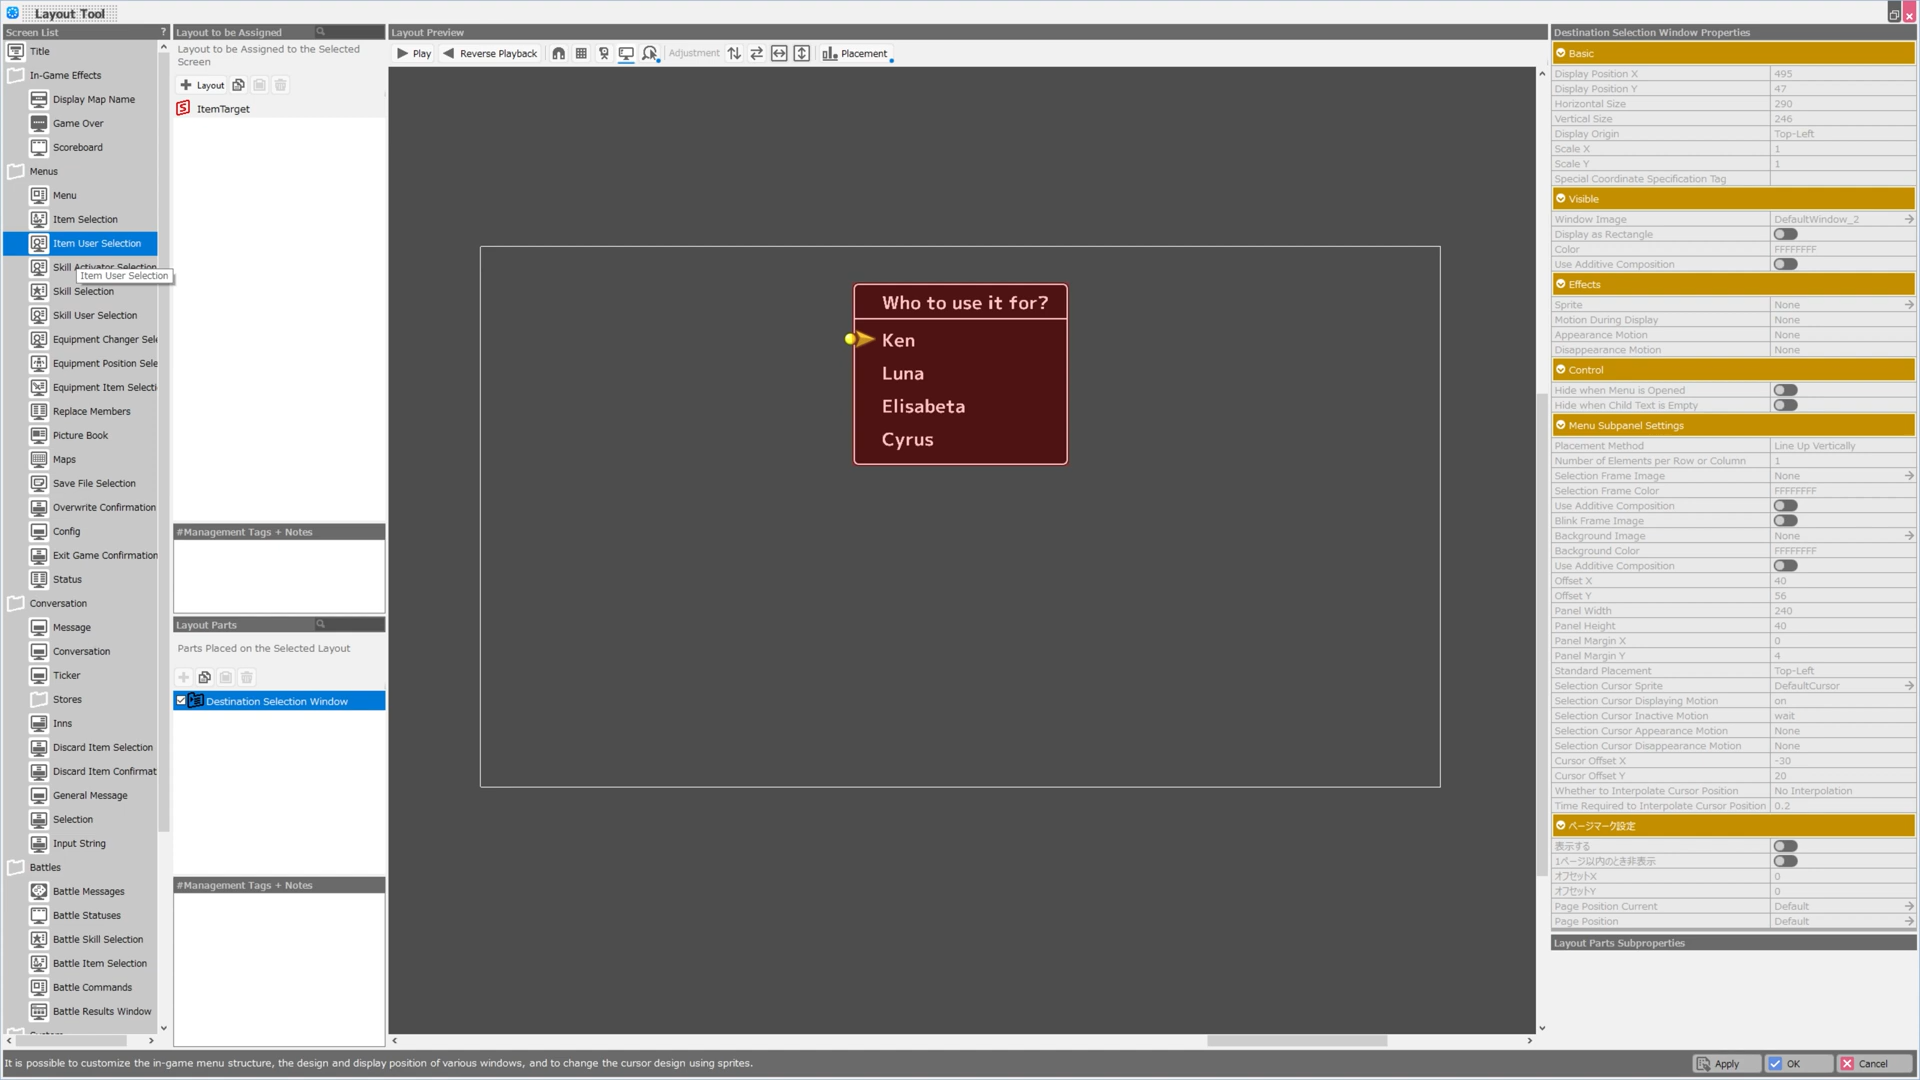 Layout Tool
Screen List
?
Title
In-Game Effects
Display Map Name
Game Over
Scoreboard
Menus
Menu
Item Selection
Item User Selection
Skill Activator Selection
Item User Selection
Skill Selection
Skill User Selection
Equipment Changer Sele
Equipment Position Sele
Equipment Item Selecti
Replace Members
Picture Book
Maps
Save File Selection
Overwrite Confirmation
Config
Exit Game Confirmation
Status
Conversation
Message
Conversation
Ticker
Stores
Inns
Discard Item Selection
Discard Item Confirmat
General Message
Selection
Input String
Battles
Battle Messages
Battle Statuses
Battle Skill Selection
Battle Item Selection
Battle Commands
Battle Results Window
Layout to be Assigned
Layout to be Assigned to the Selected
Screen
Layout
ItemTarget
#Management Tags + Notes
Layout Parts
Parts Placed on the Selected Layout
Destination Selection Window
#Management Tags + Notes
Layout Preview
Play
Reverse Playback
Adjustment
Placement
Who to use it for?
Ken
Luna
Elisabeta
Cyrus
Destination Selection Window Properties
Basic
Display Position X 495
Display Position Y 47
Horizontal Size 290
Vertical Size 246
Display Origin Top-Left
Scale X 1
Scale Y 1
Special Coordinate Specification Tag
Visible
Window Image DefaultWindow_2
Display as Rectangle
Color FFFFFFFF
Use Additive Composition
Effects
Sprite None
Motion During Display None
Appearance Motion None
Disappearance Motion None
Control
Hide when Menu is Opened
Hide when Child Text is Empty
Menu Subpanel Settings
Placement Method Line Up Vertically
Number of Elements per Row or Column 1
Selection Frame Image None
Selection Frame Color FFFFFFFF
Use Additive Composition
Blink Frame Image
Background Image None
Background Color FFFFFFFF
Use Additive Composition
Offset X 40
Offset Y 56
Panel Width 240
Panel Height 40
Panel Margin X 0
Panel Margin Y 4
Standard Placement Top-Left
Selection Cursor Sprite DefaultCursor
Selection Cursor Displaying Motion on
Selection Cursor Inactive Motion wait
Selection Cursor Appearance Motion None
Selection Cursor Disappearance Motion None
Cursor Offset X -30
Cursor Offset Y 20
Whether to Interpolate Cursor Position No Interpolation
Time Required to Interpolate Cursor Position 0.2
ページマーク設定
表示する
1ページ以内のとき非表示
オフセットX 0
オフセットY 0
Page Position Current Default
Page Position Default
Layout Parts Subproperties
It is possible to customize the in-game menu structure, the design and display position of various windows, and to change the cursor design using sprites.
Apply
OK
Cancel